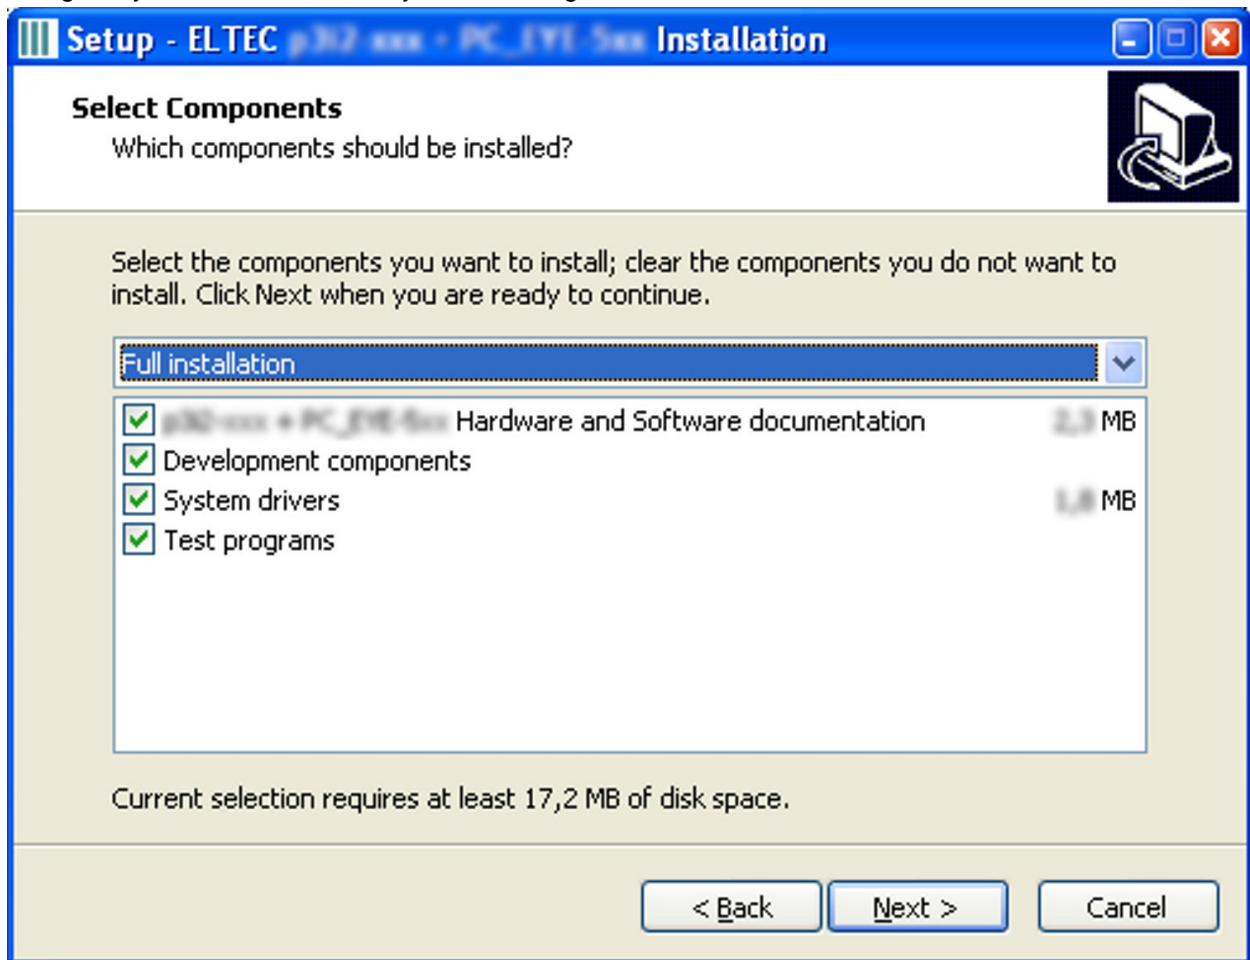 Setup - ELTEC Installation
Select Components
Which components should be installed?
Select the components you want to install; clear the components you do not want to
install. Click Next when you are ready to continue.
Full installation
Hardware and Software documentation MB
Development components
System drivers MB
Test programs
Current selection requires at least 17,2 MB of disk space.
< Back Next > Cancel